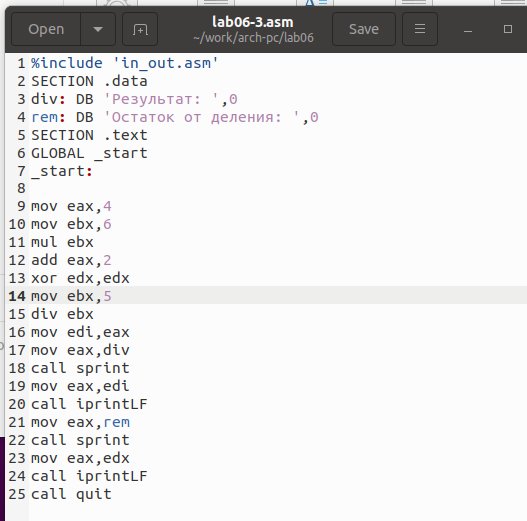 Open
lab06-3.asm
~/work/arch-pc/lab06
Save
1 %include 'in_out.asm'
2 SECTION .data
3 div: DB 'Результат: ',0
4 rem: DB 'Остаток от деления: ',0
5 SECTION .text
6 GLOBAL _start
7 _start:
8
9 mov eax,4
10 mov ebx,6
11 mul ebx
12 add eax,2
13 xor edx,edx
14 mov ebx,5
15 div ebx
16 mov edi,eax
17 mov eax,div
18 call sprint
19 mov eax,edi
20 call iprintLF
21 mov eax,rem
22 call sprint
23 mov eax,edx
24 call iprintLF
25 call quit